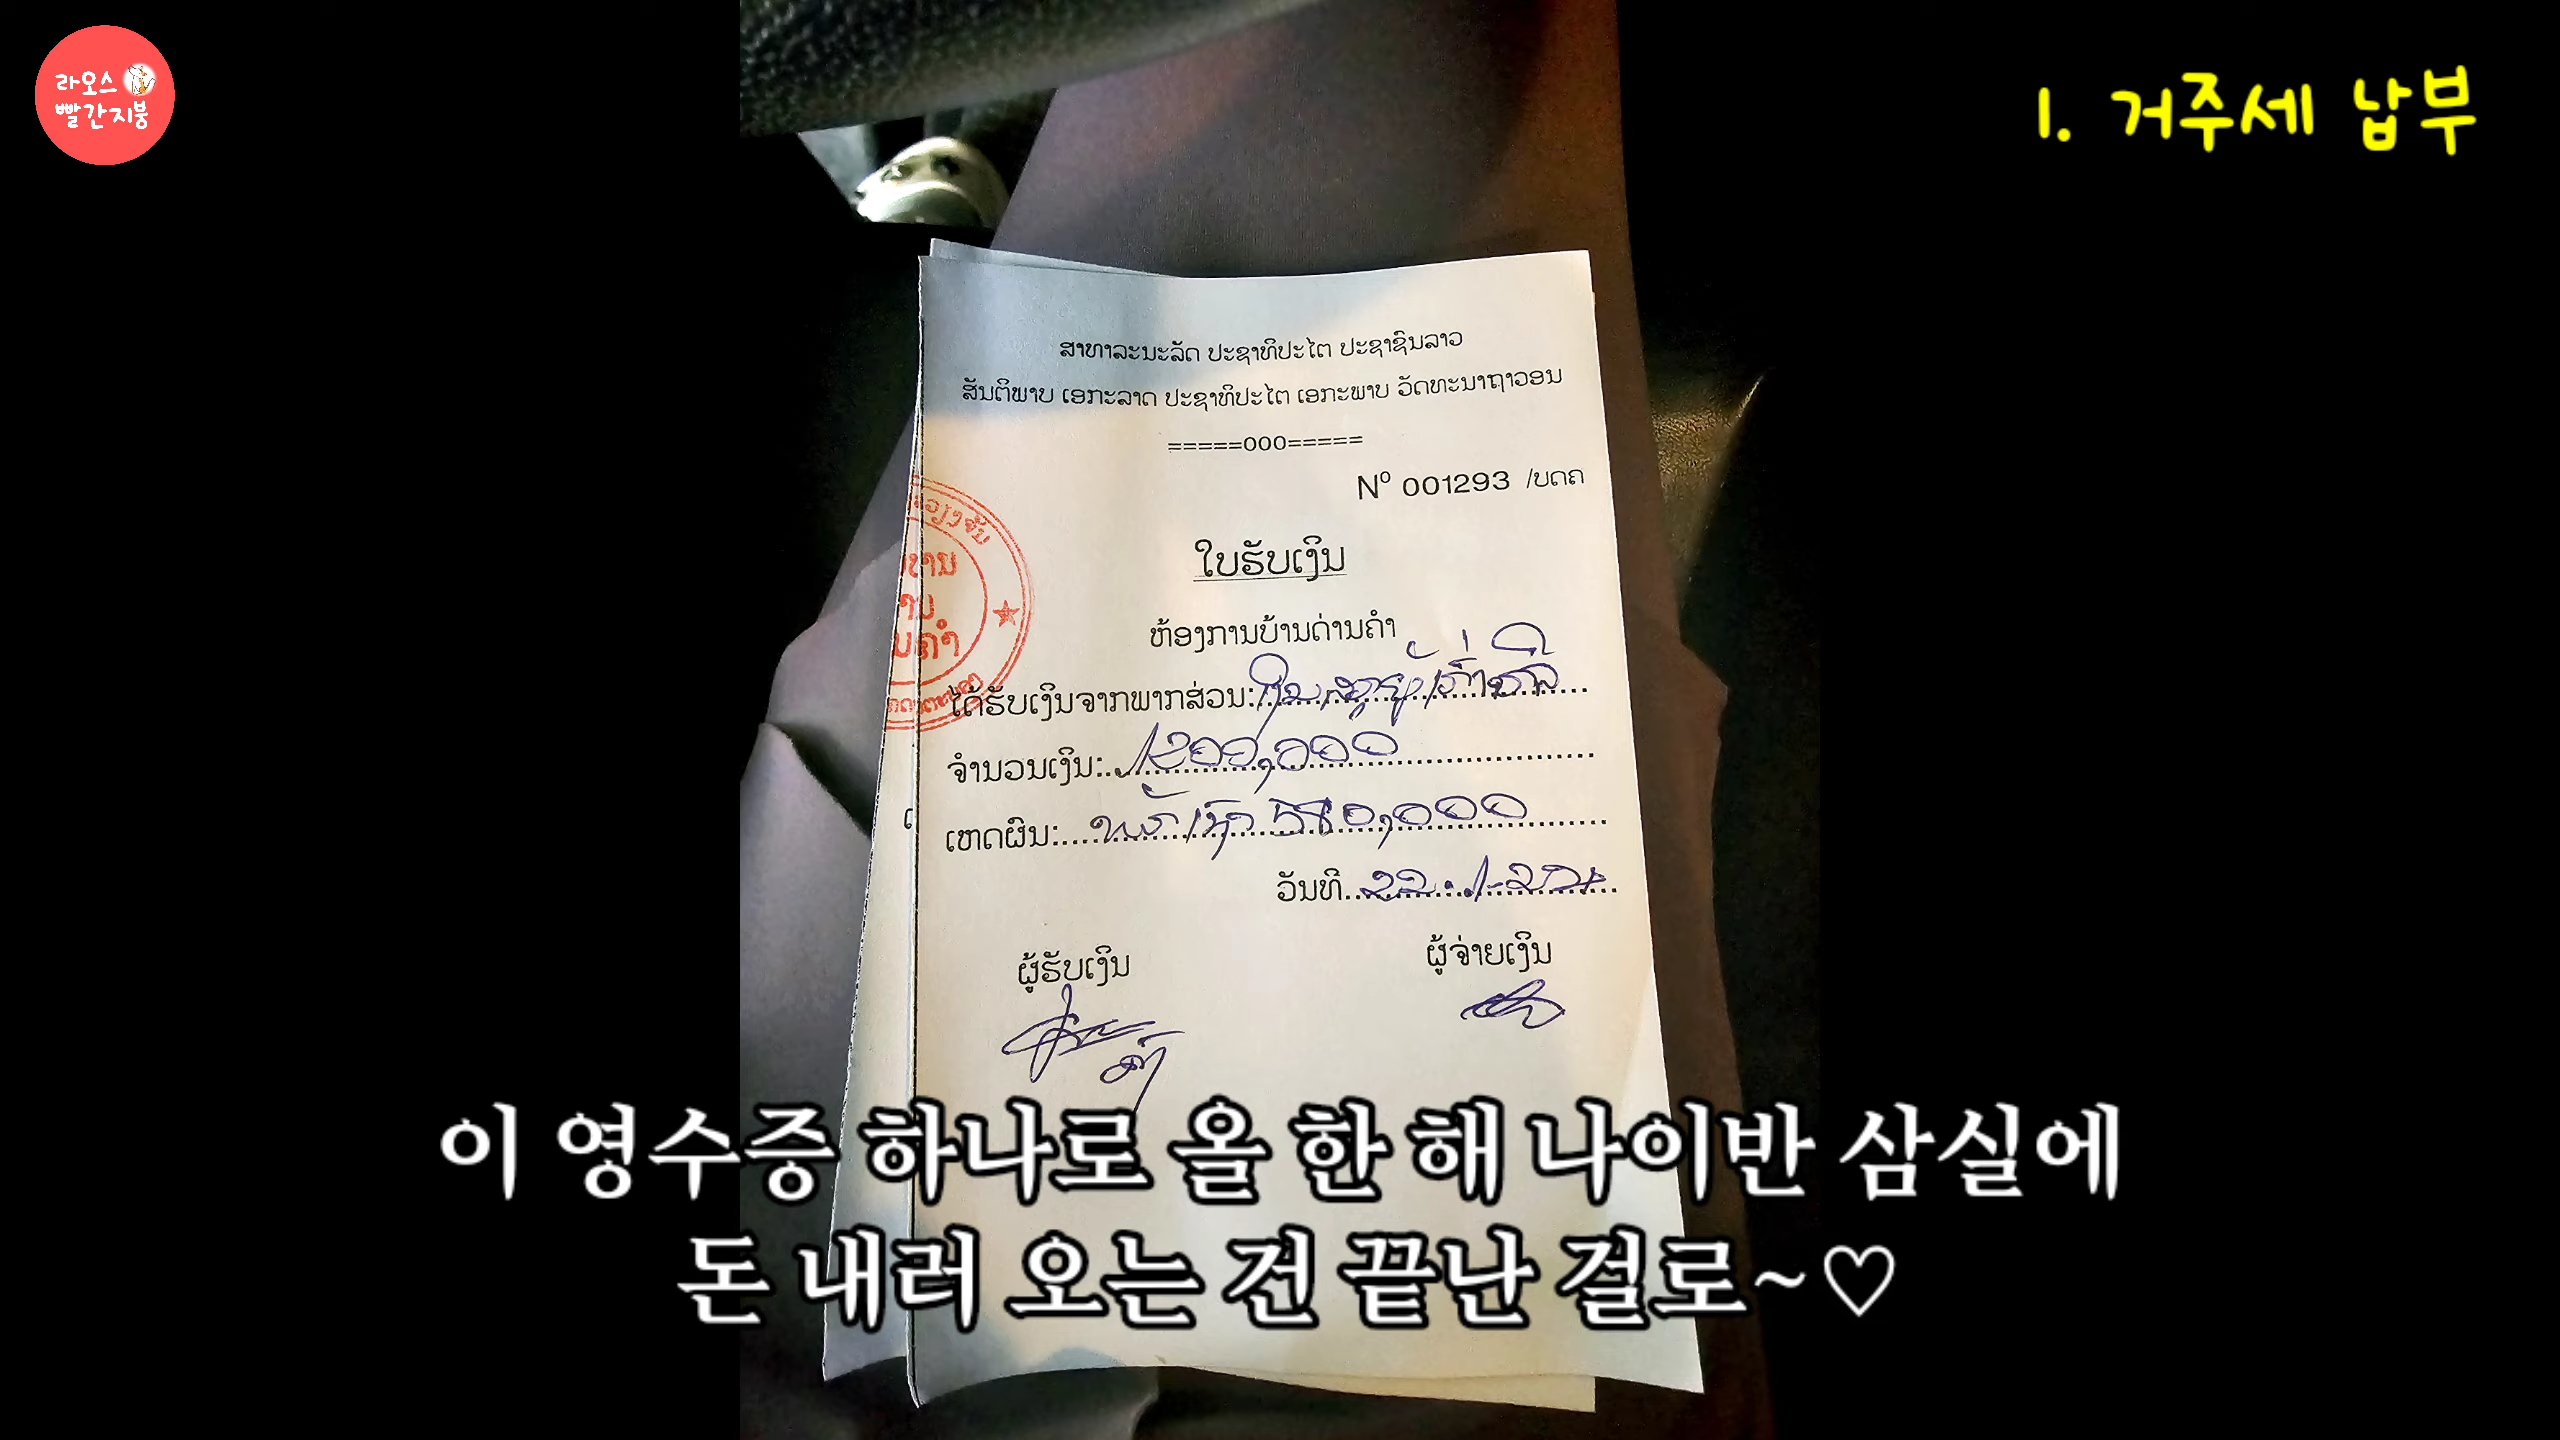 라오스
빨간지붕
1. 거주세 납부
ສາທາລະນະລັດ ປະຊາທິປະໄຕ ປະຊາຊົນລາວ
ສັນຕິພາບ ເອກະລາດ ປະຊາທິປະໄຕ ເອກະພາບ ວັດທະນາຖາວອນ
=====000=====
Nº 001293 /ບດຄ
ໃບຮັບເງິນ
ຫ້ອງການບ້ານດ່ານຄຳ
ໄດ້ຮັບເງິນຈາກພາກສ່ວນ:
ຈຳນວນເງິນ:
ເຫດຜົນ:
ວັນທີ
ຜູ້ຮັບເງິນ ຜູ້ຈ່າຍເງິນ
이 영수증 하나로 올 한 해 나이반 삼실에
돈 내러 오는 건 끝난 걸로~♡